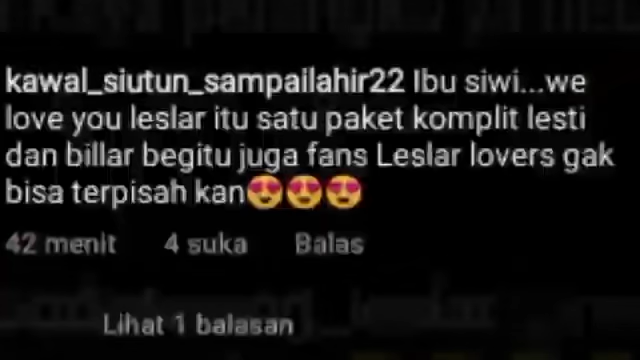 kawal_siutun_sampailahir22 Ibu siwi...we
love you leslar itu satu paket komplit lesti
dan billar begitu juga fans Leslar lovers gak
bisa terpisah kan😍😍😍
42 menit 4 suka Balas
Lihat 1 balasan